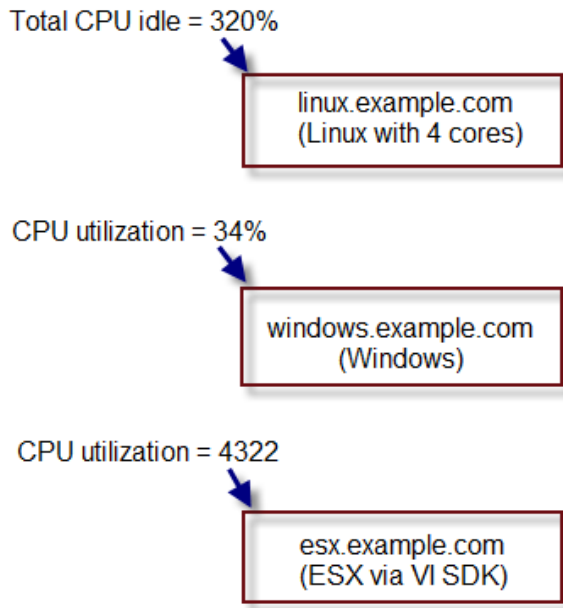 Total CPU idle = 320%
linux.example.com
(Linux with 4 cores)
CPU utilization = 34%
windows.example.com
(Windows)
CPU utilization = 4322
esx.example.com
(ESX via VI SDK)